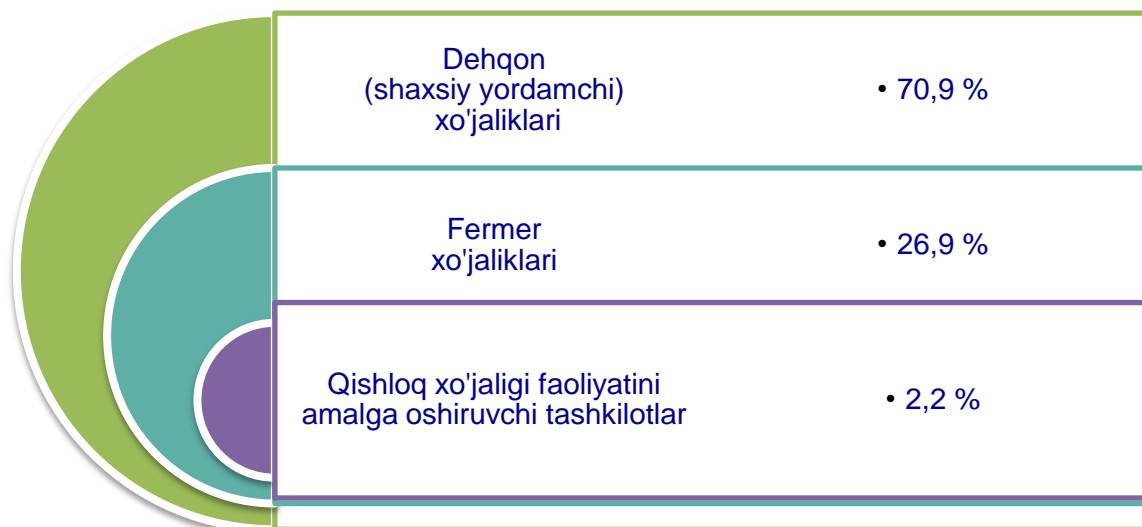 Dehqon
(shaxsiy yordamchi)
xo'jaliklari
• 70,9 %
Fermer
xo'jaliklari
• 26,9 %
Qishloq xo'jaligi faoliyatini
amalga oshiruvchi tashkilotlar
• 2,2 %